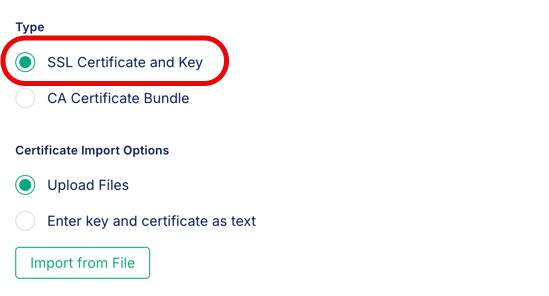 Type
SSL Certificate and Key
CA Certificate Bundle
Certificate Import Options
Upload Files
Enter key and certificate as text
Import from File